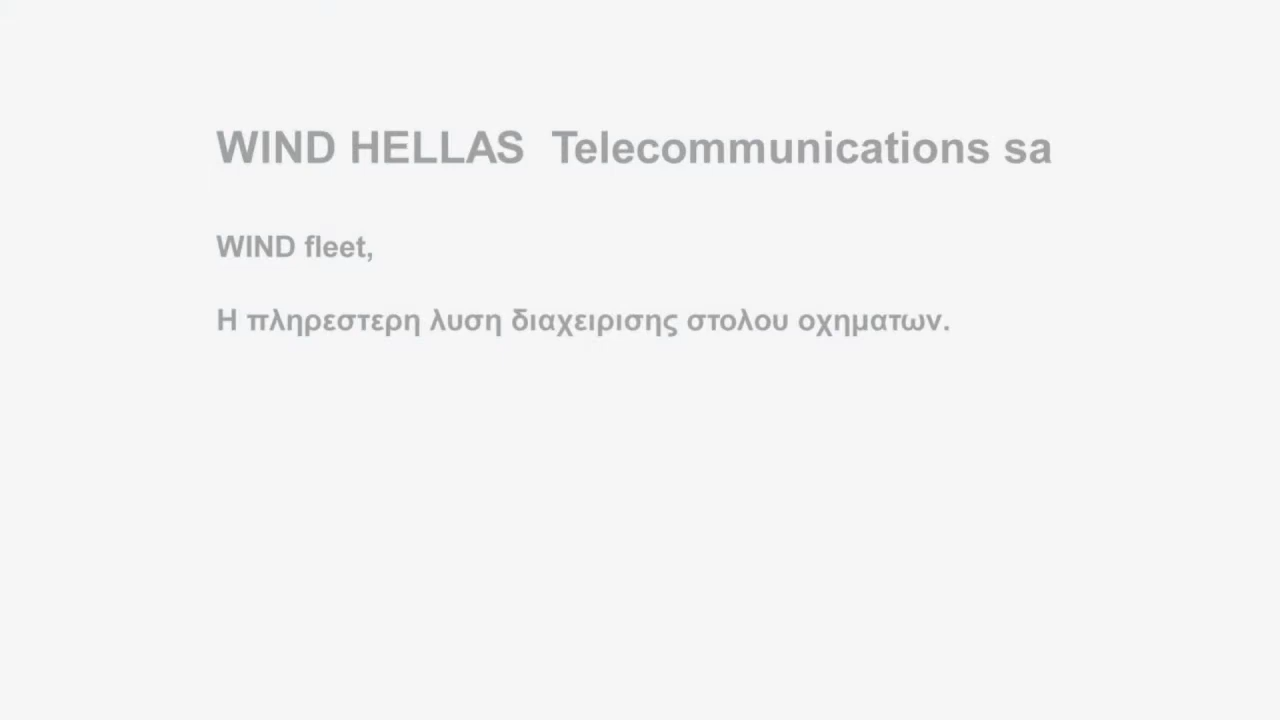 WIND HELLAS  Telecommunications sa
WIND fleet,
Η πληρεστερη λυση διαχειρισης στολου οχηματων.